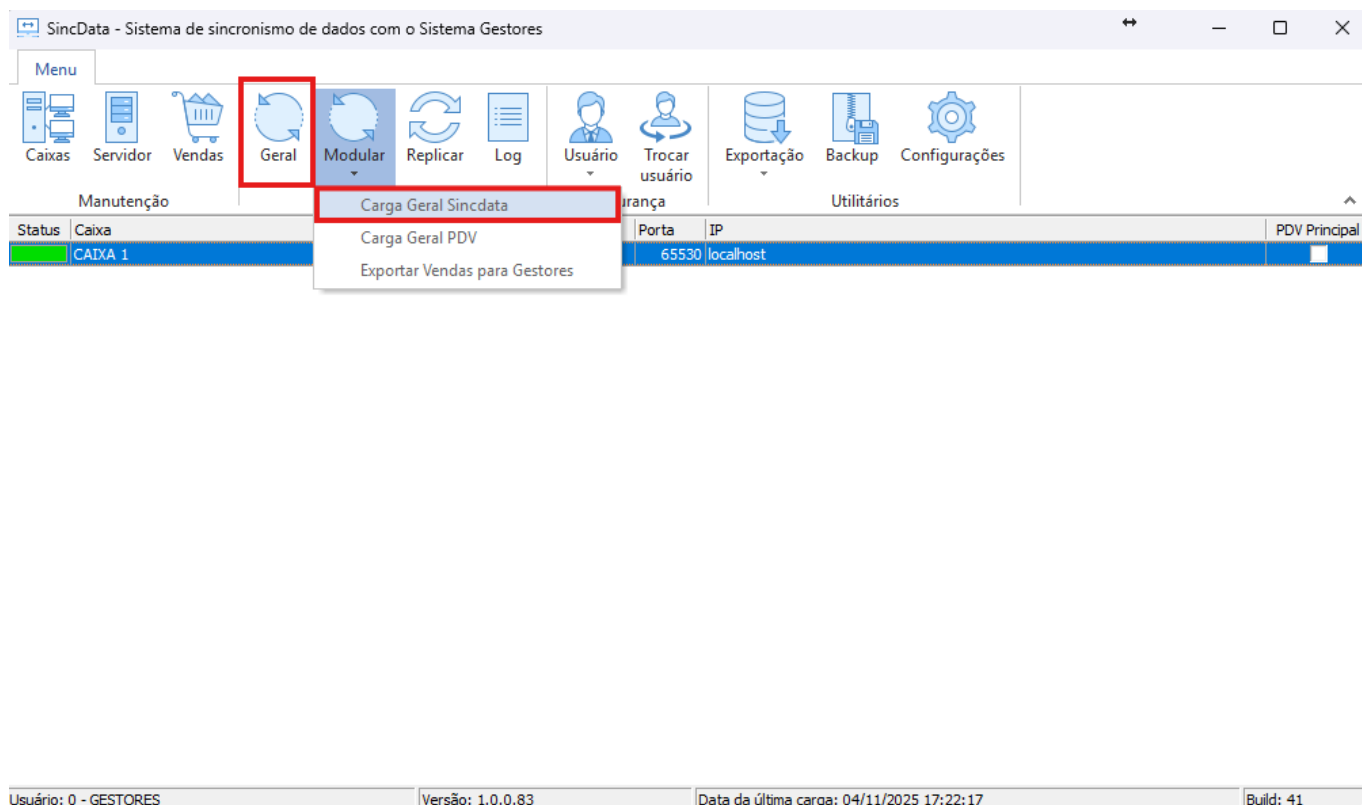 SincData - Sistema de sincronismo de dados com o Sistema Gestores
Menu
Caixas Servidor Vendas Geral Modular Replicar Log Usuário Trocar usuário Exportação Backup Configurações
Manutenção rança Utilitários
Carga Geral Sincdata
Carga Geral PDV
Exportar Vendas para Gestores
Status Caixa Porta IP PDV Principal
CAIXA 1 65530 localhost
Usuário: 0 - GESTORES Versão: 1.0.0.83 Data da última carga: 04/11/2025 17:22:17 Build: 41